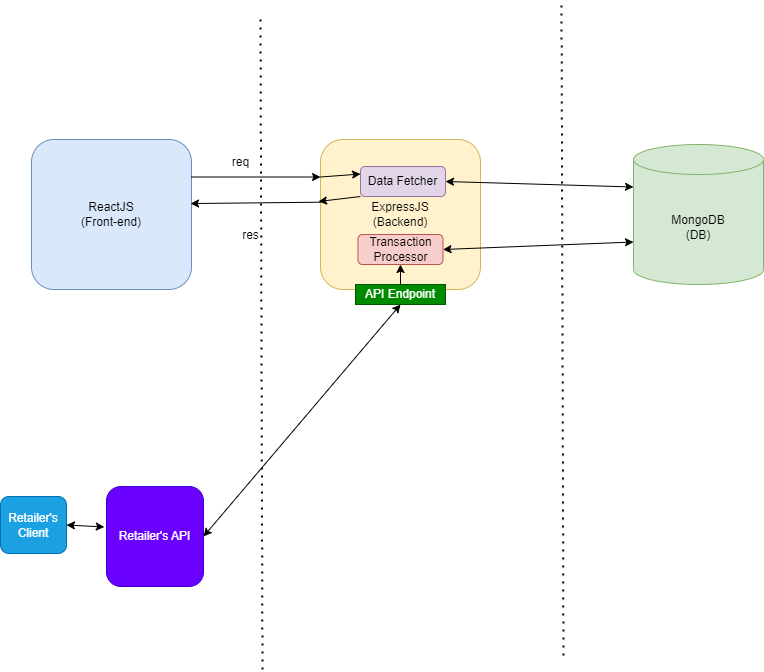 req
ReactJS
(Front-end)
res
Data Fetcher
ExpressJS
(Backend)
Transaction
Processor
API Endpoint
MongoDB
(DB)
Retailer's
Client
Retailer's API